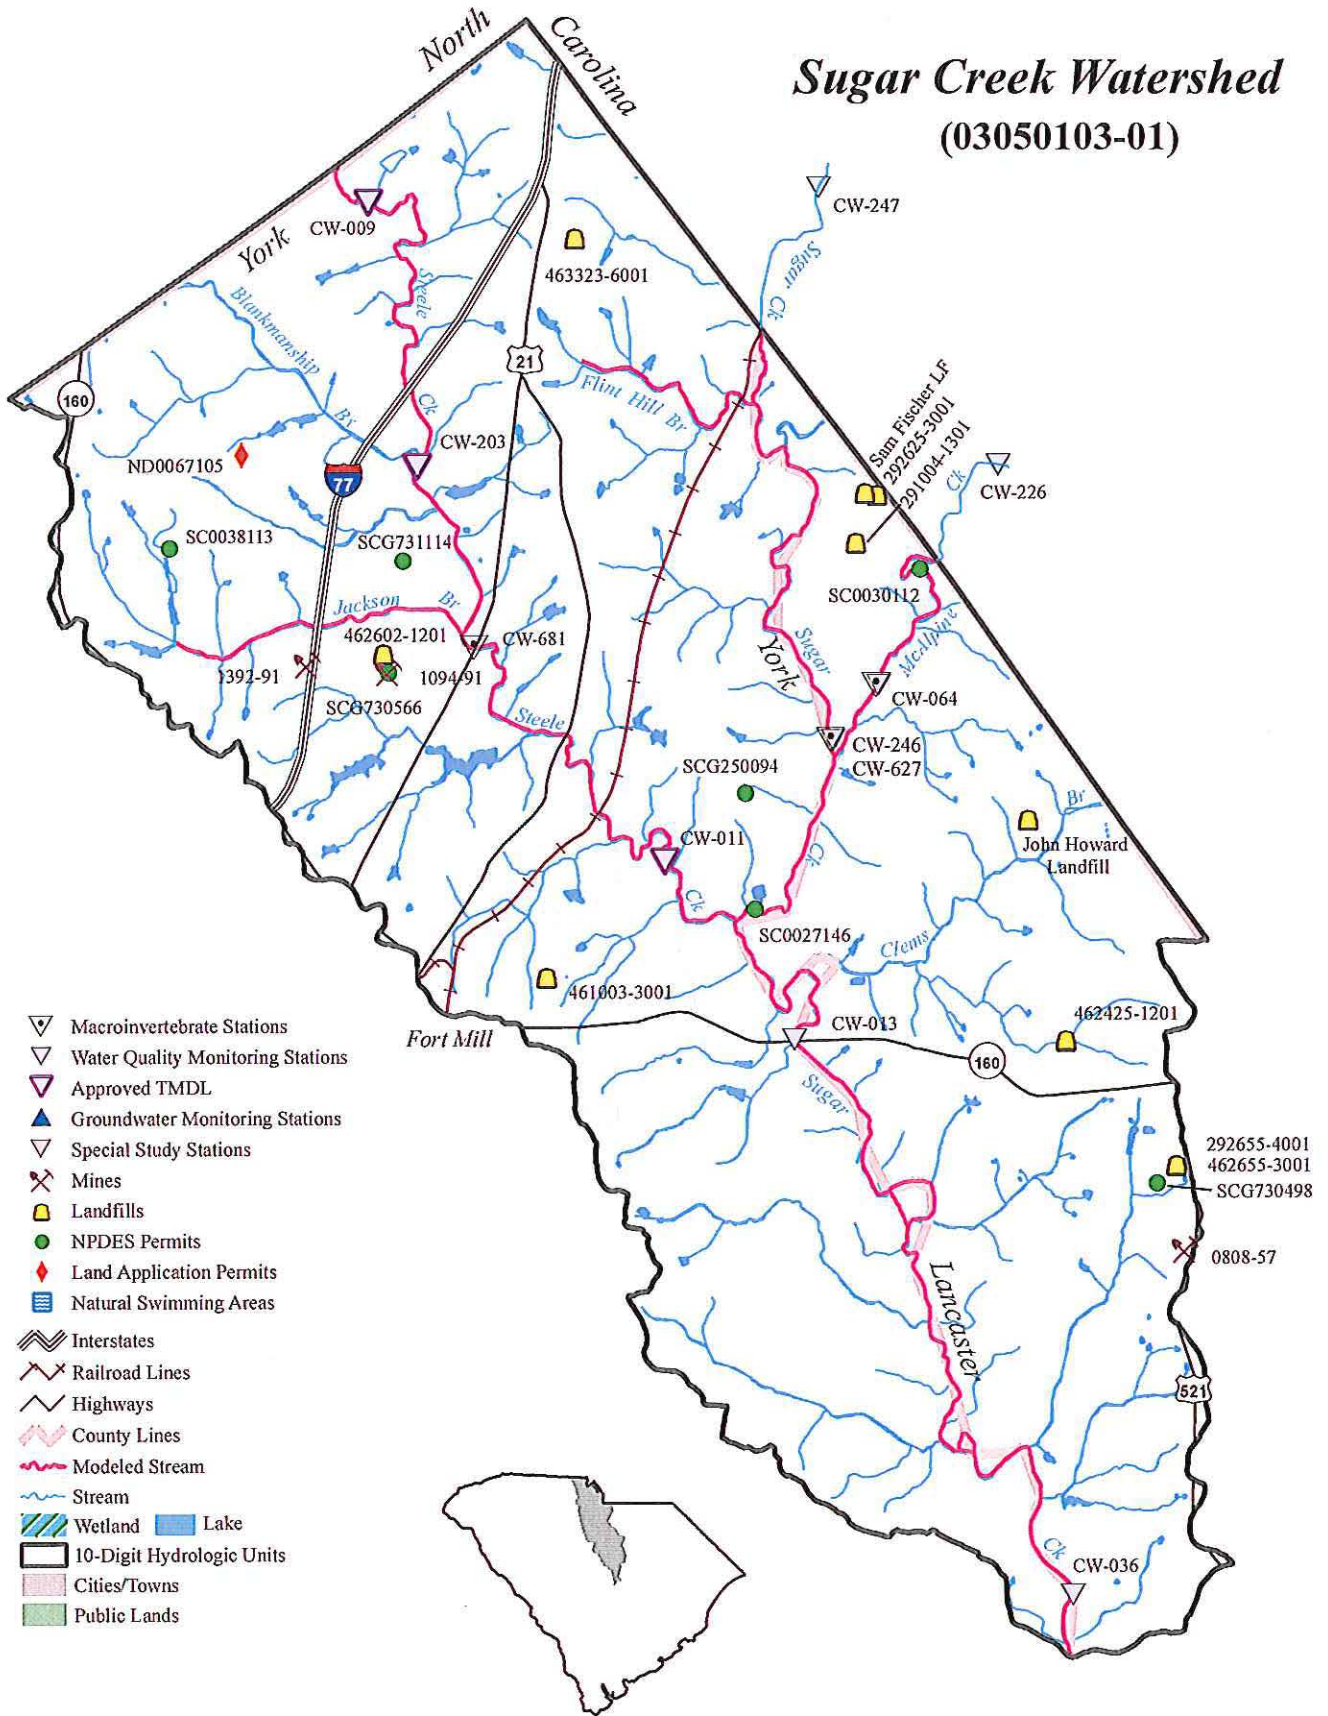 Sugar Creek Watershed
(03050103-01)
North
Carolina
CW-247
CW-009
York
463323-6001
Sugar Ck
Steele
Blankmanship
Br
21
160
Flint Hill Br
Ck
Sam Fischer LF
292625-3001
291004-1301
CW-203
ND0067105
77
Ck
CW-226
SC0038113
SCG731114
SC0030112
Jackson Br
McAlpine
462602-1201
CW-681
Sugar
York
1392-91
1094-91
CW-064
SCG730566
Steele
CW-246
CW-627
SCG250094
Br
CW-011
Ck
John Howard
Landfill
Ck
SC0027146
Clems
461003-3001
462425-1201
CW-013
Fort Mill
160
Sugar
292655-4001
462655-3001
SCG730498
0808-57
Lancaster
521
Ck
CW-036
Macroinvertebrate Stations
Water Quality Monitoring Stations
Approved TMDL
Groundwater Monitoring Stations
Special Study Stations
Mines
Landfills
NPDES Permits
Land Application Permits
Natural Swimming Areas
Interstates
Railroad Lines
Highways
County Lines
Modeled Stream
Stream
Wetland Lake
10-Digit Hydrologic Units
Cities/Towns
Public Lands